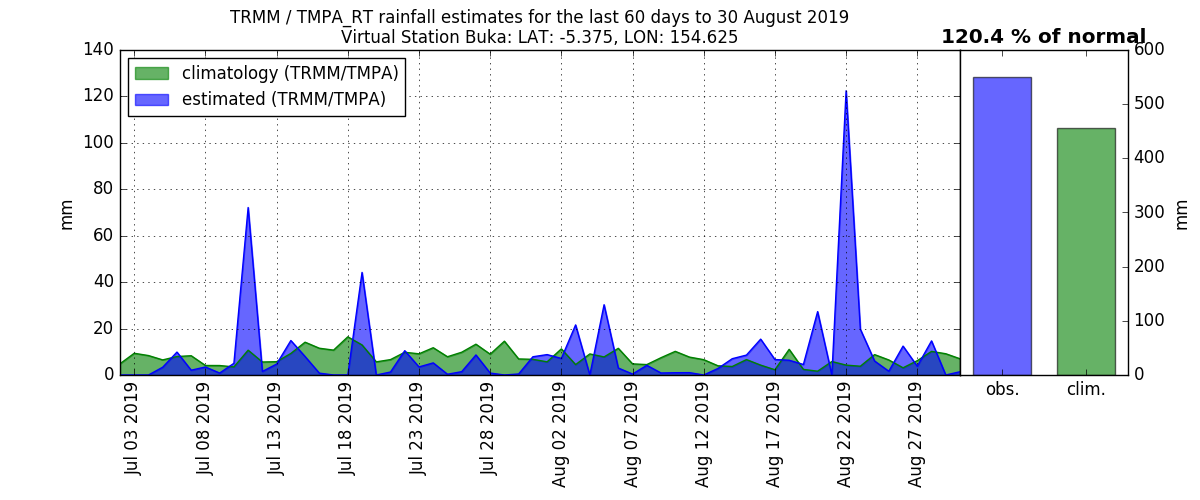 TRMM / TMPA_RT rainfall estimates for the last 60 days to 30 August 2019
Virtual Station Buka: LAT: -5.375, LON: 154.625
120.4 % of normal
climatology (TRMM/TMPA)
estimated (TRMM/TMPA)
mm
140
120
100
80
60
40
20
0
Jul 03 2019
Jul 08 2019
Jul 13 2019
Jul 18 2019
Jul 23 2019
Jul 28 2019
Aug 02 2019
Aug 07 2019
Aug 12 2019
Aug 17 2019
Aug 22 2019
Aug 27 2019
obs.
clim.
600
500
400
300
200
100
0
mm